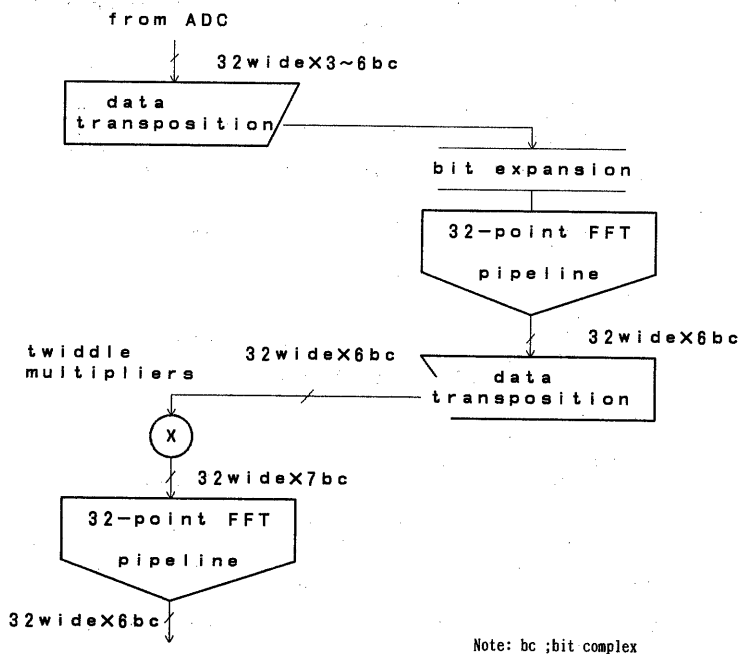 from ADC
32wide×3~6bc
data
transposition
bit expansion
32-point FFT
pipeline
32wide×6bc
data
transposition
32wide×6bc
twiddle
multipliers
X
32wide×7bc
32-point FFT
pipeline
32wide×6bc
Note: bc ;bit complex